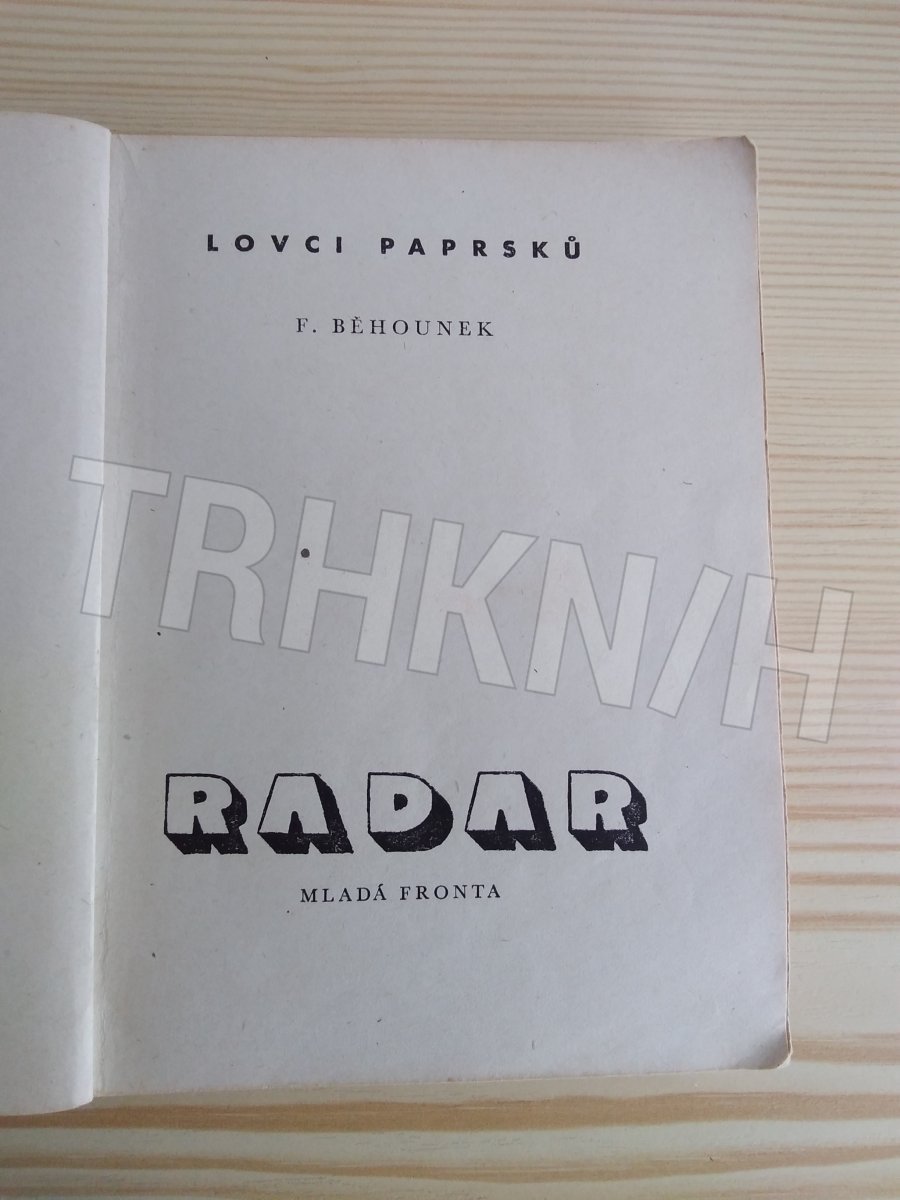 LOVCI PAPRSKŮ
F. BĚHOUNEK
TRHKNIH
RADAR
MLADÁ FRONTA